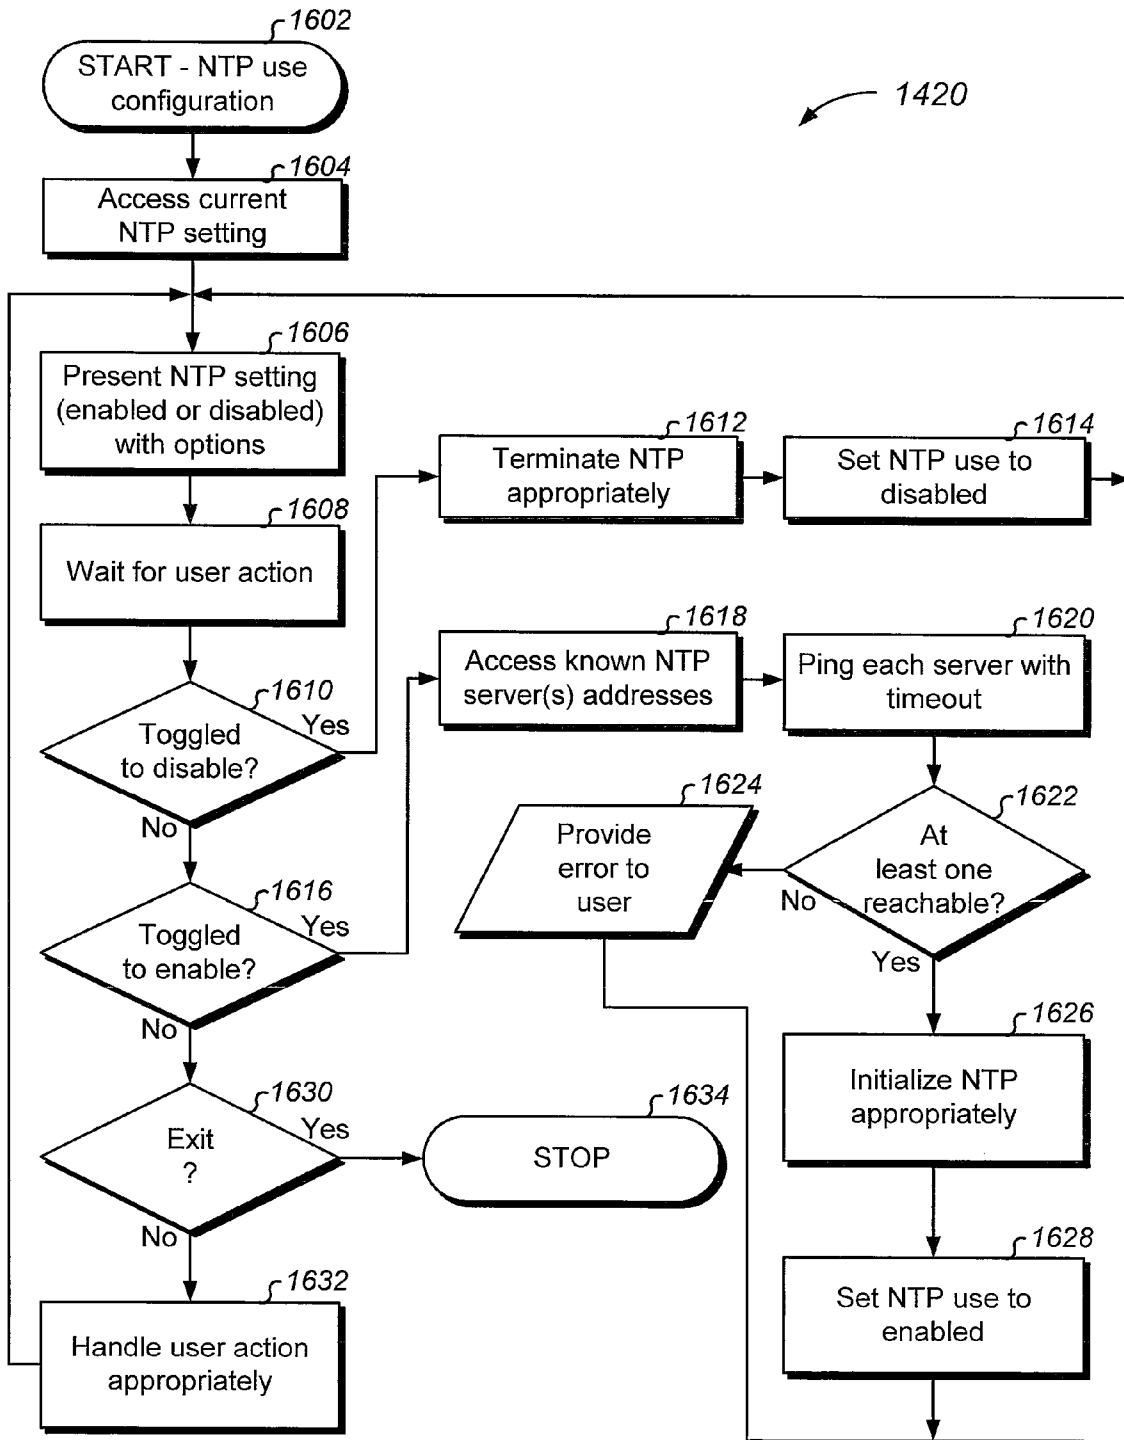 1602
START - NTP use
configuration
1420
1604
Access current
NTP setting
1606
Present NTP setting
(enabled or disabled)
with options
1608
Wait for user action
1610
Toggled
to disable?
Yes
No
1612
Terminate NTP
appropriately
1614
Set NTP use to
disabled
1616
Toggled
to enable?
Yes
No
1618
Access known NTP
server(s) addresses
1620
Ping each server with
timeout
1622
At
least one
reachable?
No
Yes
1624
Provide
error to
user
1626
Initialize NTP
appropriately
1628
Set NTP use to
enabled
1630
Exit
?
Yes
No
1634
STOP
1632
Handle user action
appropriately